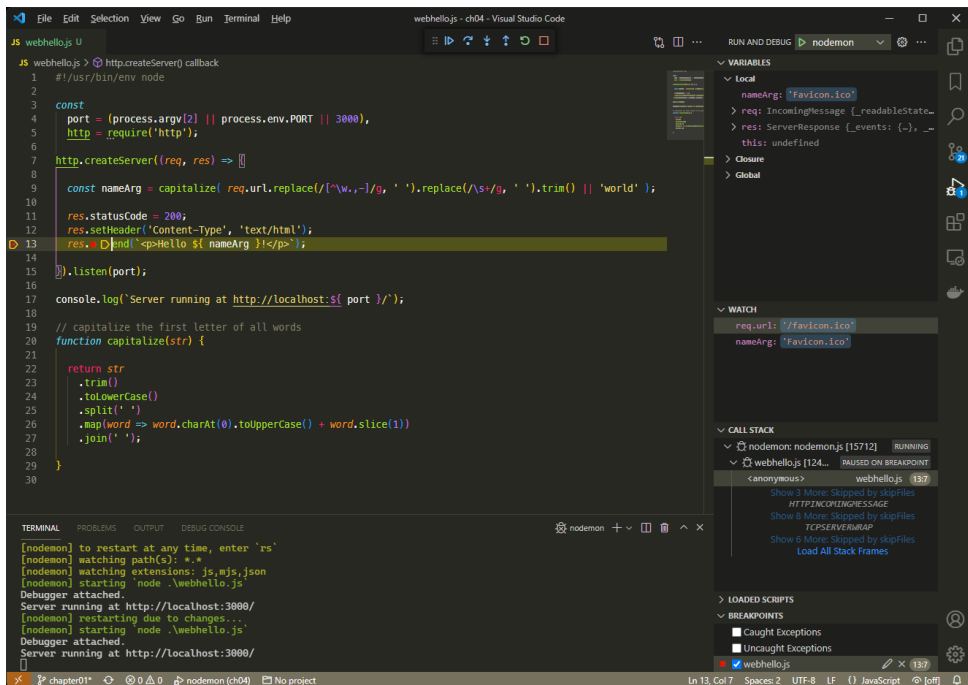 File Edit Selection View Go Run Terminal Help
webhello.js - ch04 - Visual Studio Code
JS webhello.js U
JS webhello.js > http.createServer() callback
1 #!/usr/bin/env node
2
3 const
4 port = (process.argv[2] || process.env.PORT || 3000),
5 http = require('http');
6
7 http.createServer((req, res) => {
8
9 const nameArg = capitalize( req.url.replace(/[^\w.,-]/g, ' ').replace(/\s+/g, ' ').trim() || 'world' );
10
11 res.statusCode = 200;
12 res.setHeader('Content-Type', 'text/html');
13 res.end(`<p>Hello ${ nameArg }!</p>`);
14
15 }).listen(port);
16
17 console.log(`Server running at http://localhost:${ port }/`);
18
19 // capitalize the first letter of all words
20 function capitalize(str) {
21
22 return str
23 .trim()
24 .toLowerCase()
25 .split(' ')
26 .map(word => word.charAt(0).toUpperCase() + word.slice(1))
27 .join(' ');
28
29 }
30
TERMINAL PROBLEMS OUTPUT DEBUG CONSOLE
nodemon
[nodemon] to restart at any time, enter `rs`
[nodemon] watching path(s): *.*
[nodemon] watching extensions: js,mjs,json
[nodemon] starting `node .\webhello.js`
Debugger attached.
Server running at http://localhost:3000/
[nodemon] restarting due to changes...
[nodemon] starting `node .\webhello.js`
Debugger attached.
Server running at http://localhost:3000/
RUN AND DEBUG nodemon
VARIABLES
Local
nameArg: 'Favicon.ico'
req: IncomingMessage {_readableState…
res: ServerResponse {_events: {…}, _…
this: undefined
Closure
Global
WATCH
req.url: '/favicon.ico'
nameArg: 'Favicon.ico'
CALL STACK
nodemon: nodemon.js [15712] RUNNING
webhello.js [124... PAUSED ON BREAKPOINT
<anonymous> webhello.js 13:7
Show 3 More: Skipped by skipFiles
HTTPINCOMINGMESSAGE
Show 8 More: Skipped by skipFiles
TCPSERVERWRAP
Show 6 More: Skipped by skipFiles
Load All Stack Frames
LOADED SCRIPTS
BREAKPOINTS
Caught Exceptions
Uncaught Exceptions
webhello.js 13:7
21
1
chapter01* 0 0 nodemon (ch04) No project
Ln 13, Col 7 Spaces: 2 UTF-8 LF {} JavaScript [off]